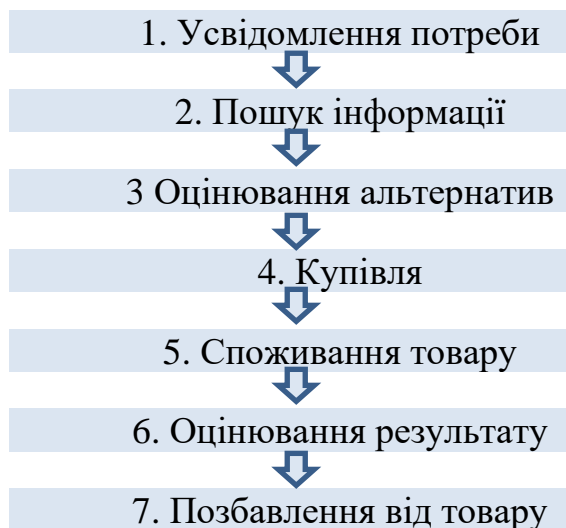 1. Усвідомлення потреби
2. Пошук інформації
3 Оцінювання альтернатив
4. Купівля
5. Споживання товару
6. Оцінювання результату
7. Позбавлення від товару